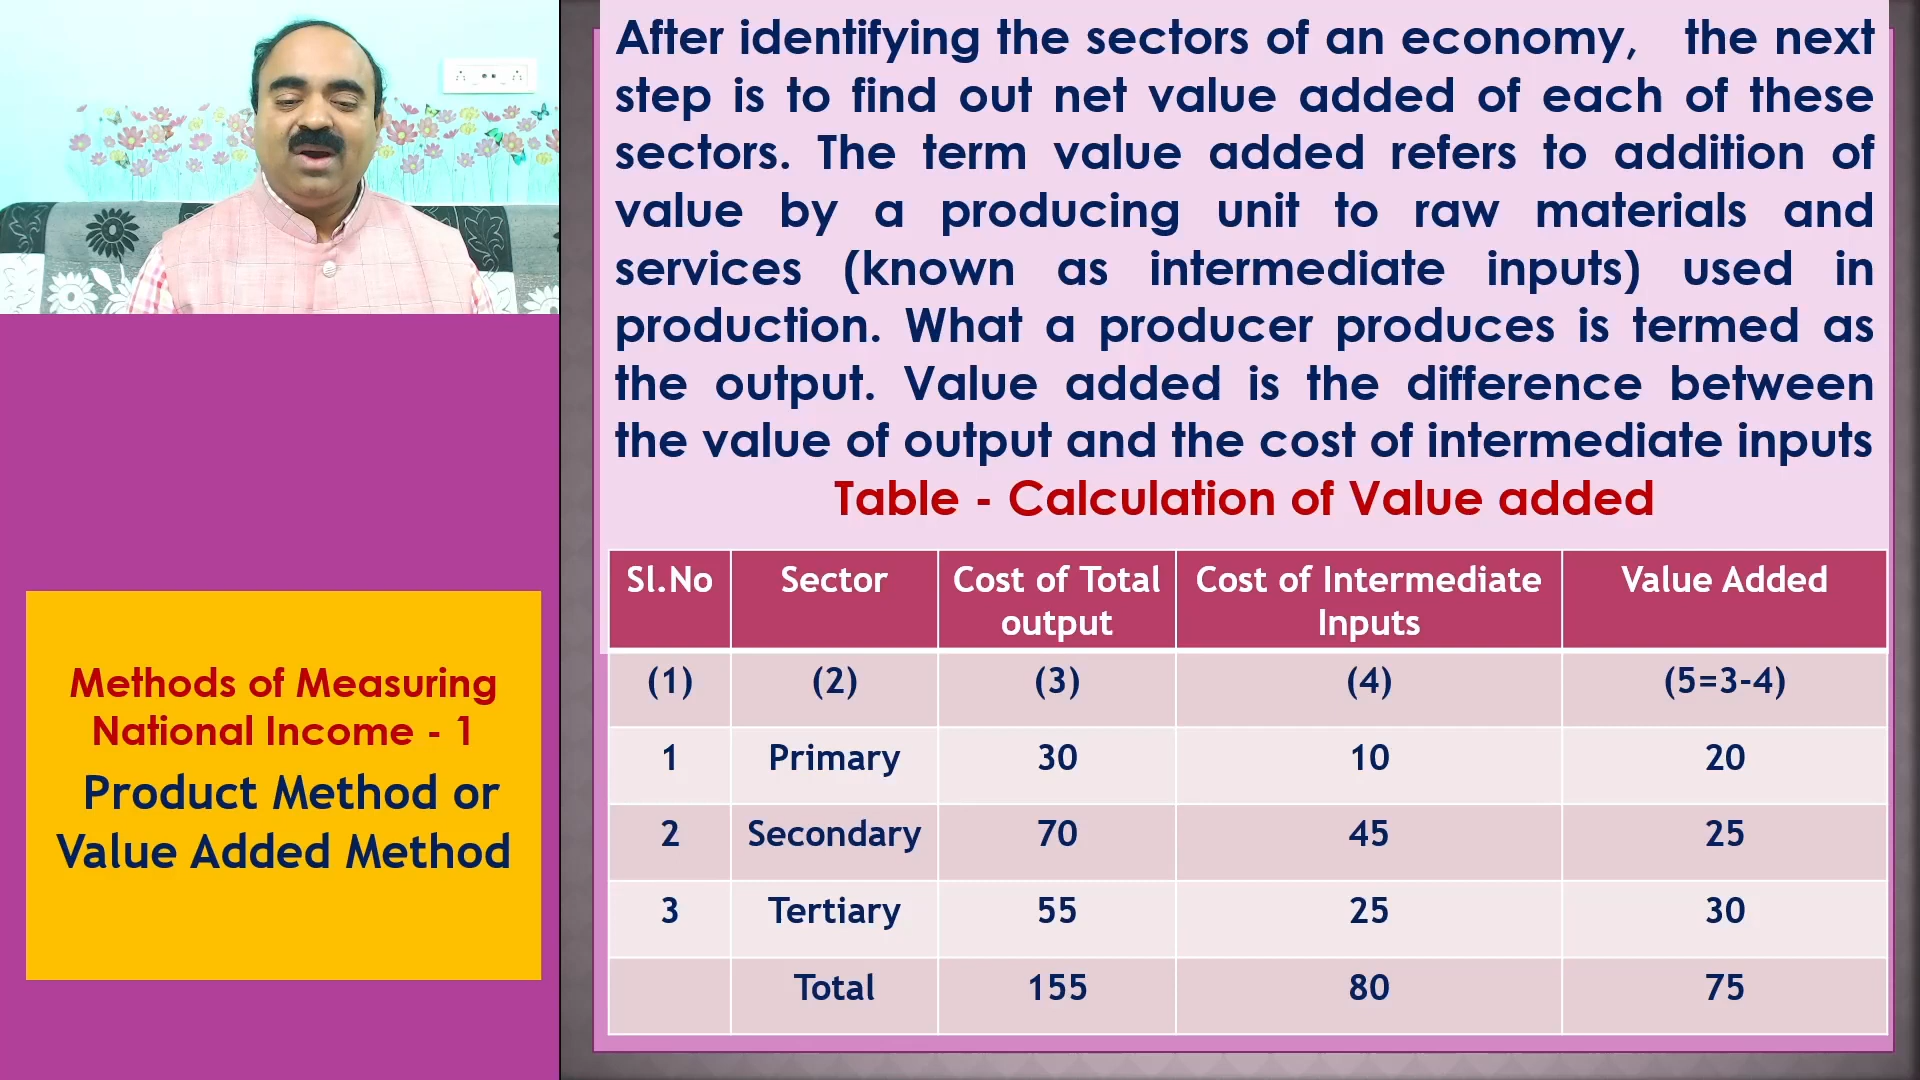 After identifying the sectors of an economy, the next
step is to find out net value added of each of these
sectors. The term value added refers to addition of
value by a producing unit to raw materials and
services (known as intermediate inputs) used in
production. What a producer produces is termed as
the output. Value added is the difference between
the value of output and the cost of intermediate inputs
Table - Calculation of Value added
Sl.No Sector Cost of Total output Cost of Intermediate Inputs Value Added
(1) (2) (3) (4) (5=3-4)
1 Primary 30 10 20
2 Secondary 70 45 25
3 Tertiary 55 25 30
Total 155 80 75
Methods of Measuring
National Income - 1
Product Method or
Value Added Method